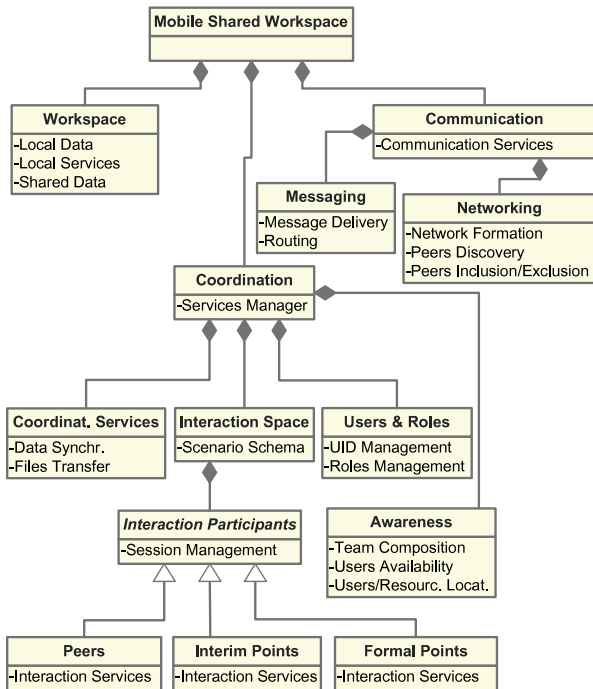 Mobile Shared Workspace
Workspace
-Local Data
-Local Services
-Shared Data
Communication
-Communication Services
Messaging
-Message Delivery
-Routing
Networking
-Network Formation
-Peers Discovery
-Peers Inclusion/Exclusion
Coordination
-Services Manager
Coordinat. Services
-Data Synchr.
-Files Transfer
Interaction Space
-Scenario Schema
Users & Roles
-UID Management
-Roles Management
Interaction Participants
-Session Management
Awareness
-Team Composition
-Users Availability
-Users/Resourc. Locat.
Peers
-Interaction Services
Interim Points
-Interaction Services
Formal Points
-Interaction Services